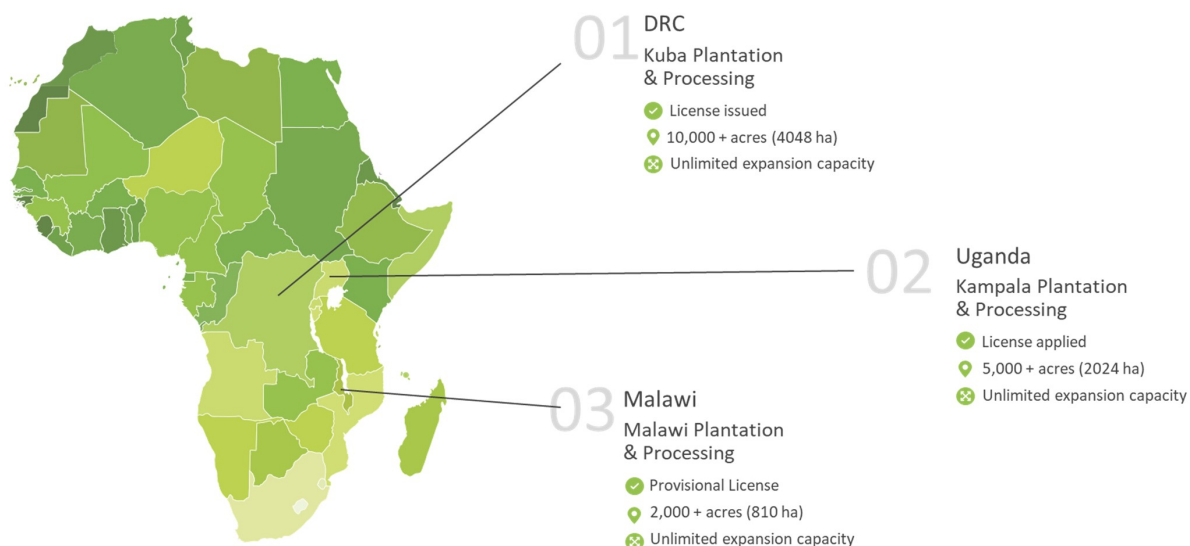 01
DRC
Kuba Plantation
& Processing
License issued
10,000 + acres (4048 ha)
Unlimited expansion capacity
02
Uganda
Kampala Plantation
& Processing
License applied
5,000 + acres (2024 ha)
Unlimited expansion capacity
03
Malawi
Malawi Plantation
& Processing
Provisional License
2,000 + acres (810 ha)
Unlimited expansion capacity